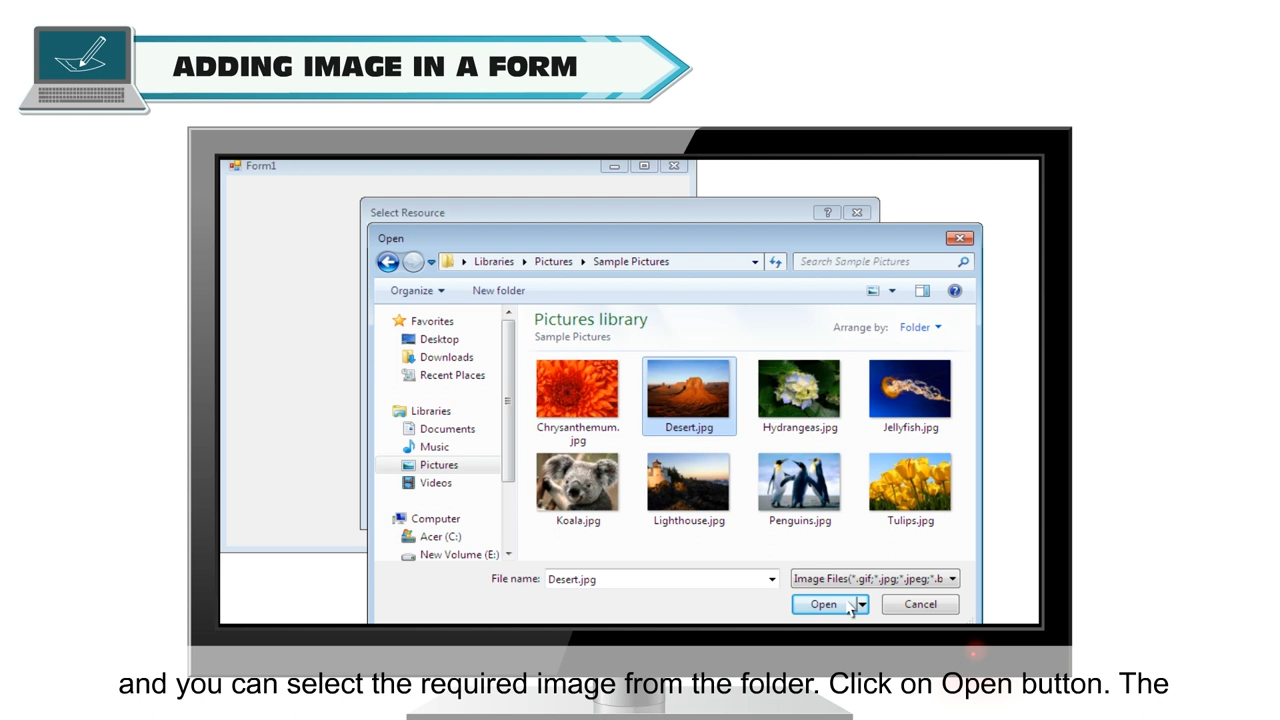 ADDING IMAGE IN A FORM
Form1
Select Resource
Open
Libraries Pictures Sample Pictures
Search Sample Pictures
Organize New folder
Favorites
Desktop
Downloads
Recent Places
Libraries
Documents
Music
Pictures
Videos
Computer
Acer (C:)
New Volume (E:)
Pictures library
Sample Pictures
Arrange by: Folder
Chrysanthemum.
jpg
Desert.jpg
Hydrangeas.jpg
Jellyfish.jpg
Koala.jpg
Lighthouse.jpg
Penguins.jpg
Tulips.jpg
File name: Desert.jpg
Image Files(*.gif;*.jpg;*.jpeg;*.b
Open Cancel
and you can select the required image from the folder. Click on Open button. The